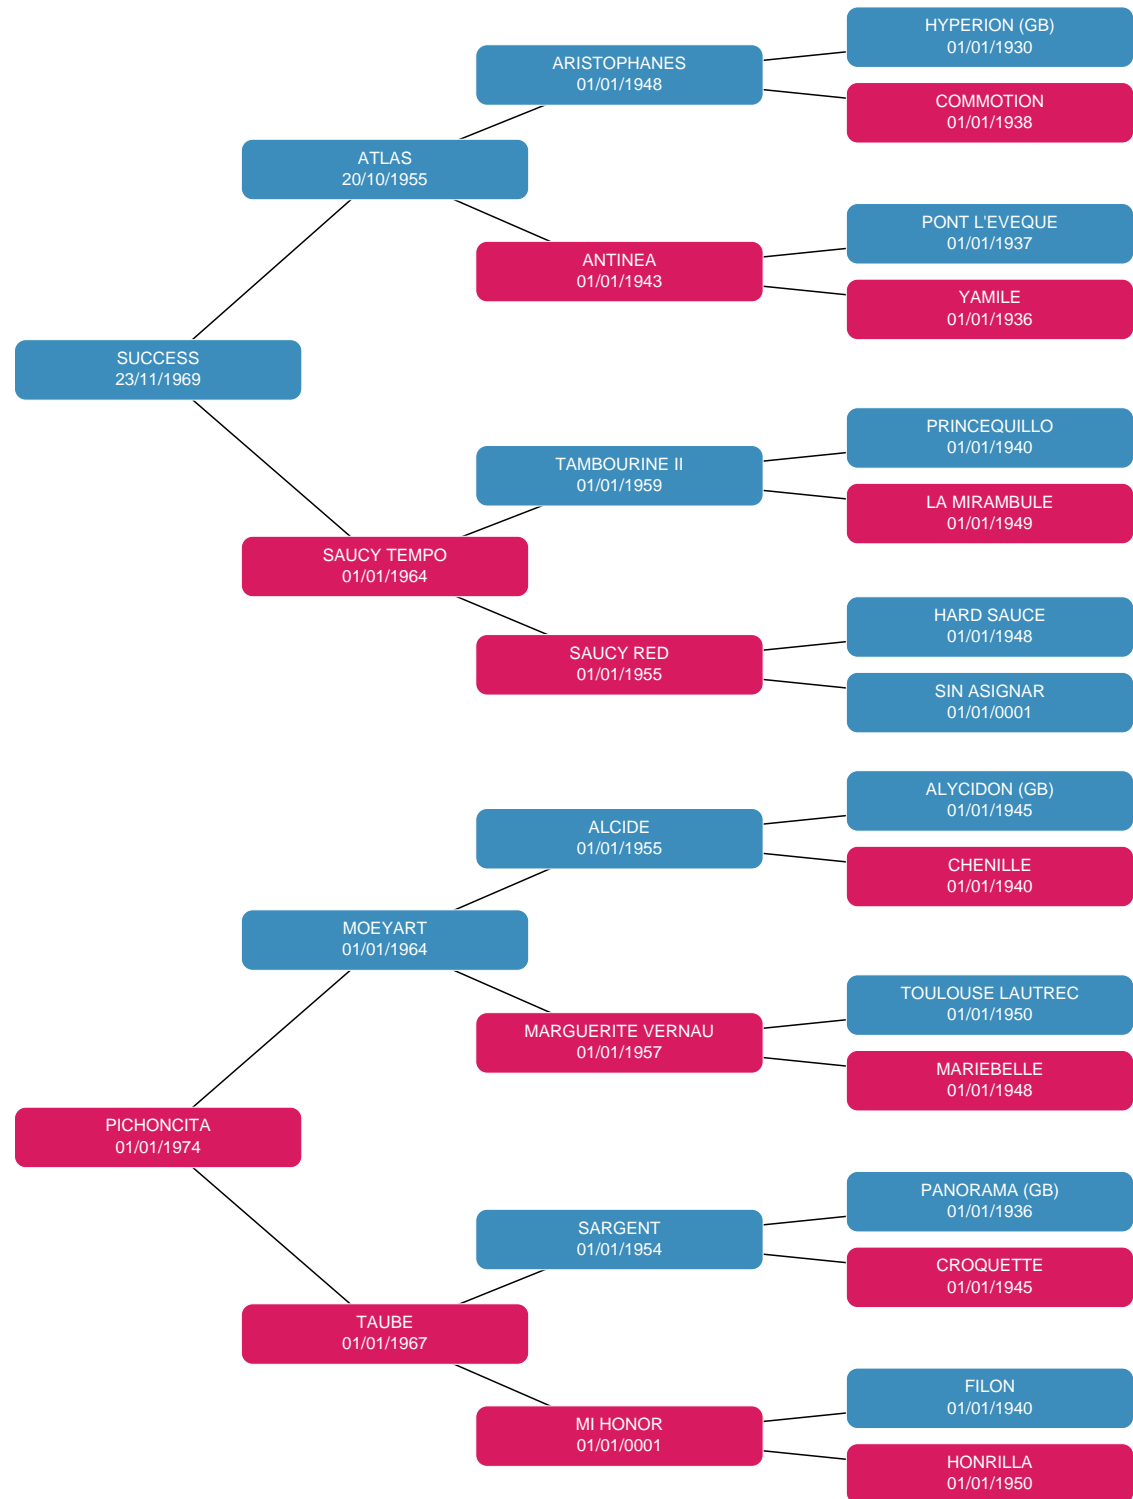 HYPERION (GB)
01/01/1930
ARISTOPHANES
01/01/1948
COMMOTION
01/01/1938
ATLAS
20/10/1955
PONT L'EVEQUE
01/01/1937
ANTINEA
01/01/1943
YAMILE
01/01/1936
SUCCESS
23/11/1969
PRINCEQUILLO
01/01/1940
TAMBOURINE II
01/01/1959
LA MIRAMBULE
01/01/1949
SAUCY TEMPO
01/01/1964
HARD SAUCE
01/01/1948
SAUCY RED
01/01/1955
SIN ASIGNAR
01/01/0001
ALYCIDON (GB)
01/01/1945
ALCIDE
01/01/1955
CHENILLE
01/01/1940
MOEYART
01/01/1964
TOULOUSE LAUTREC
01/01/1950
MARGUERITE VERNAU
01/01/1957
MARIEBELLE
01/01/1948
PICHONCITA
01/01/1974
PANORAMA (GB)
01/01/1936
SARGENT
01/01/1954
CROQUETTE
01/01/1945
TAUBE
01/01/1967
FILON
01/01/1940
MI HONOR
01/01/0001
HONRILLA
01/01/1950